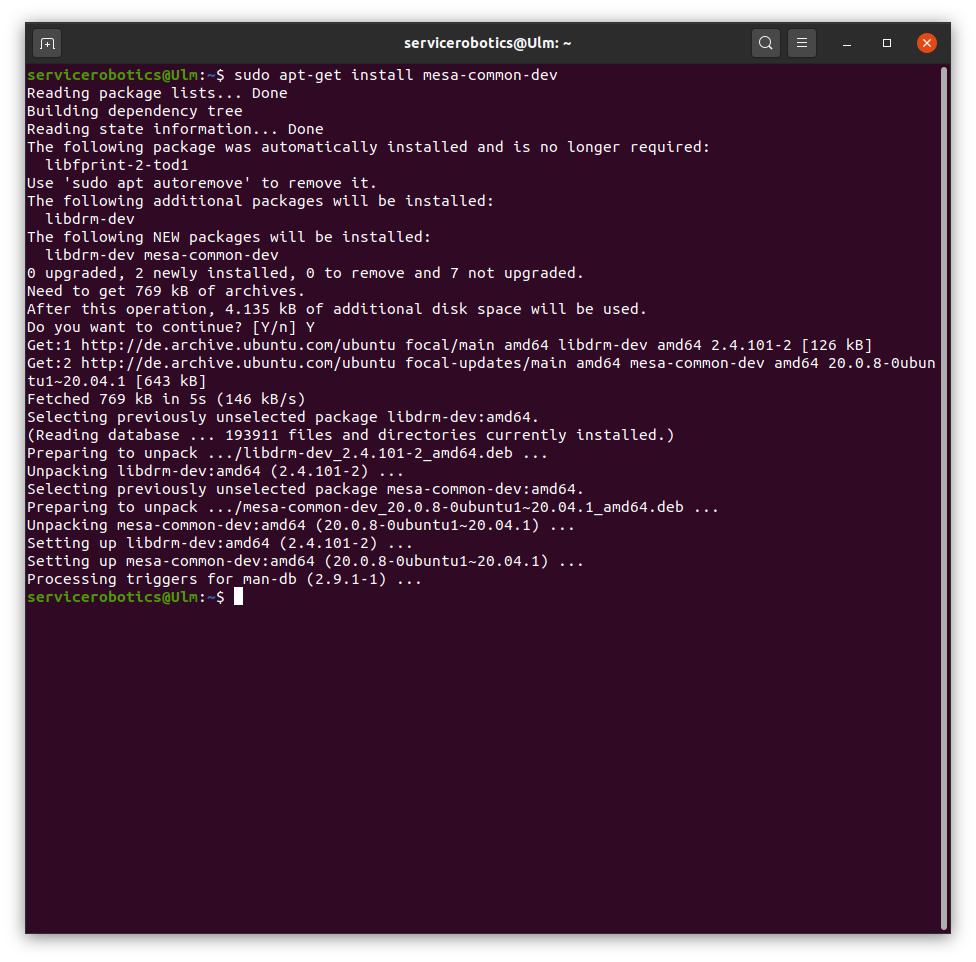 servicerobotics@Ulm: ~
servicerobotics@Ulm:~$ sudo apt-get install mesa-common-dev
Reading package lists... Done
Building dependency tree
Reading state information... Done
The following package was automatically installed and is no longer required:
  libfprint-2-tod1
Use 'sudo apt autoremove' to remove it.
The following additional packages will be installed:
  libdrm-dev
The following NEW packages will be installed:
  libdrm-dev mesa-common-dev
0 upgraded, 2 newly installed, 0 to remove and 7 not upgraded.
Need to get 769 kB of archives.
After this operation, 4.135 kB of additional disk space will be used.
Do you want to continue? [Y/n] Y
Get:1 http://de.archive.ubuntu.com/ubuntu focal/main amd64 libdrm-dev amd64 2.4.101-2 [126 kB]
Get:2 http://de.archive.ubuntu.com/ubuntu focal-updates/main amd64 mesa-common-dev amd64 20.0.8-0ubun
tu1~20.04.1 [643 kB]
Fetched 769 kB in 5s (146 kB/s)
Selecting previously unselected package libdrm-dev:amd64.
(Reading database ... 193911 files and directories currently installed.)
Preparing to unpack .../libdrm-dev_2.4.101-2_amd64.deb ...
Unpacking libdrm-dev:amd64 (2.4.101-2) ...
Selecting previously unselected package mesa-common-dev:amd64.
Preparing to unpack .../mesa-common-dev_20.0.8-0ubuntu1~20.04.1_amd64.deb ...
Unpacking mesa-common-dev:amd64 (20.0.8-0ubuntu1~20.04.1) ...
Setting up libdrm-dev:amd64 (2.4.101-2) ...
Setting up mesa-common-dev:amd64 (20.0.8-0ubuntu1~20.04.1) ...
Processing triggers for man-db (2.9.1-1) ...
servicerobotics@Ulm:~$